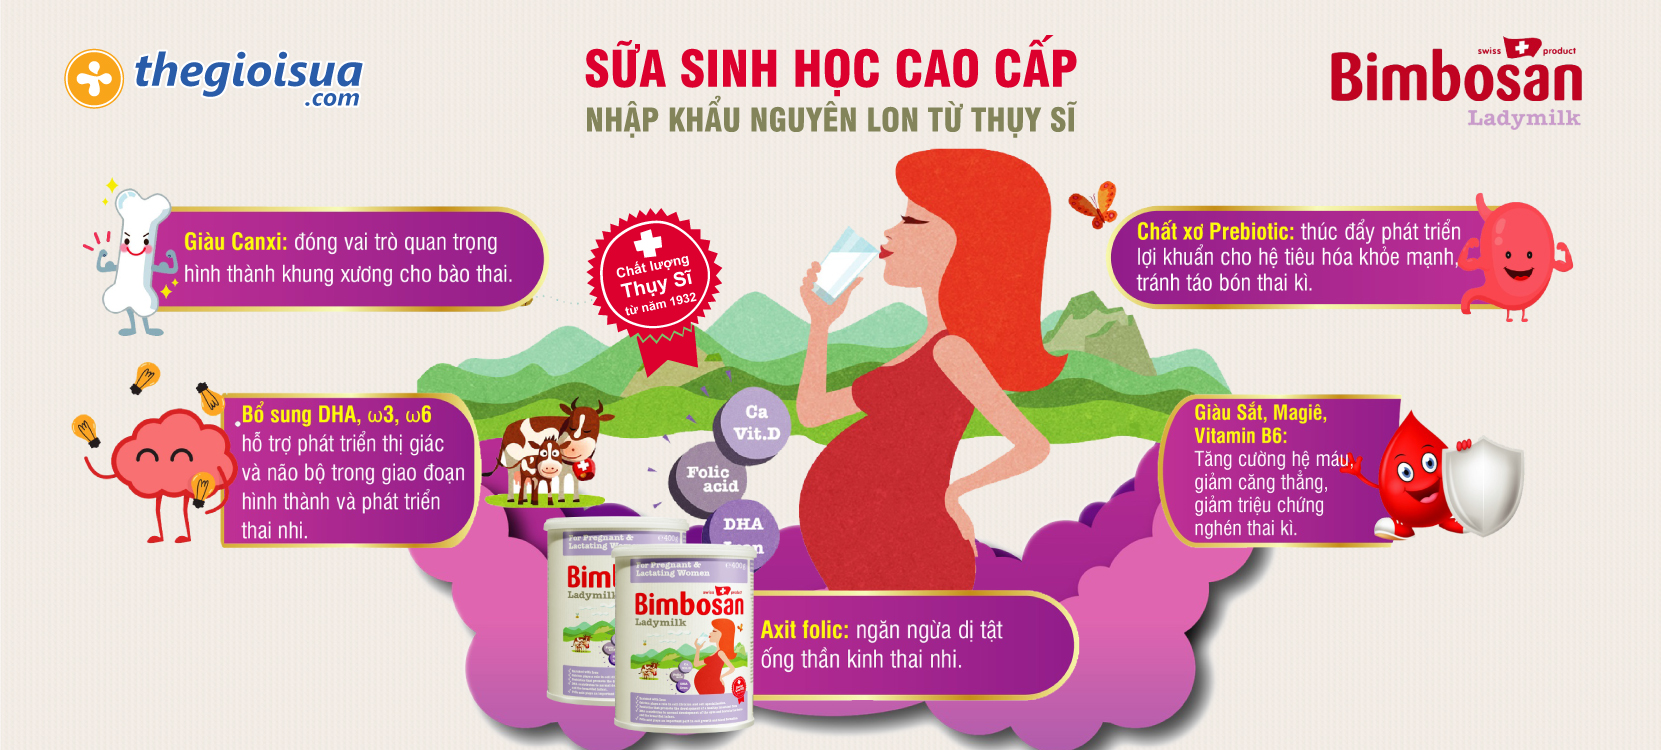 thegioisua
.com
SỮA SINH HỌC CAO CẤP
NHẬP KHẨU NGUYÊN LON TỪ THỤY SĨ
swiss product
Bimbosan
Ladymilk
Giàu Canxi: đóng vai trò quan trọng
hình thành khung xương cho bào thai.
Chất lượng
Thụy Sĩ
từ năm 1932
Chất xơ Prebiotic: thúc đẩy phát triển
lợi khuẩn cho hệ tiêu hóa khỏe mạnh,
tránh táo bón thai kì.
Bổ sung DHA, ω3, ω6
hỗ trợ phát triển thị giác
và não bộ trong giao đoạn
hình thành và phát triển
thai nhi.
Ca
Vit.D
Folic
acid
DHA
Giàu Sắt, Magiê,
Vitamin B6:
Tăng cường hệ máu,
giảm căng thẳng,
giảm triệu chứng
nghén thai kì.
For Pregnant &
Lactating Women
℮400g
Bim
Ladymilk
For Pregnant &
Lactating Women
℮400g
swiss product
Bimbosan
Ladymilk
Axit folic: ngăn ngừa dị tật
ống thần kinh thai nhi.